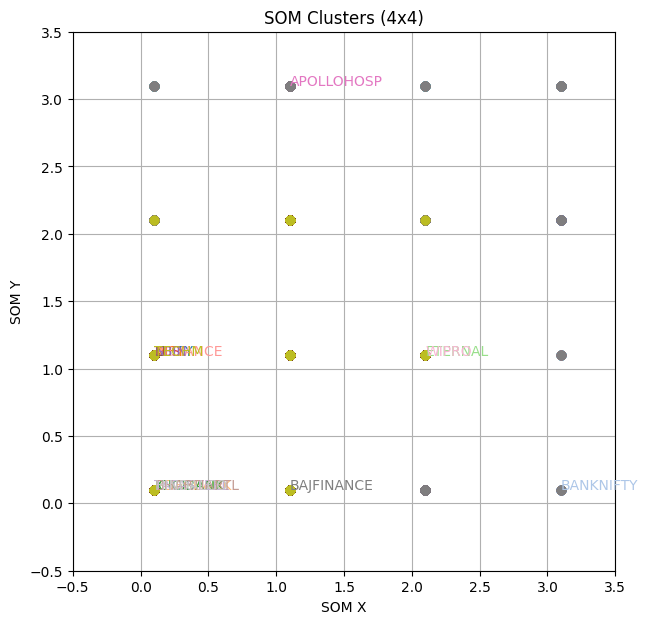 SOM Clusters (4x4)
3.5
3.0
2.5
2.0
1.5
1.0
0.5
0.0
−0.5
SOM Y
APOLLOHOSP
BAJFINANCE
BANKNIFTY
−0.5 0.0 0.5 1.0 1.5 2.0 2.5 3.0 3.5
SOM X